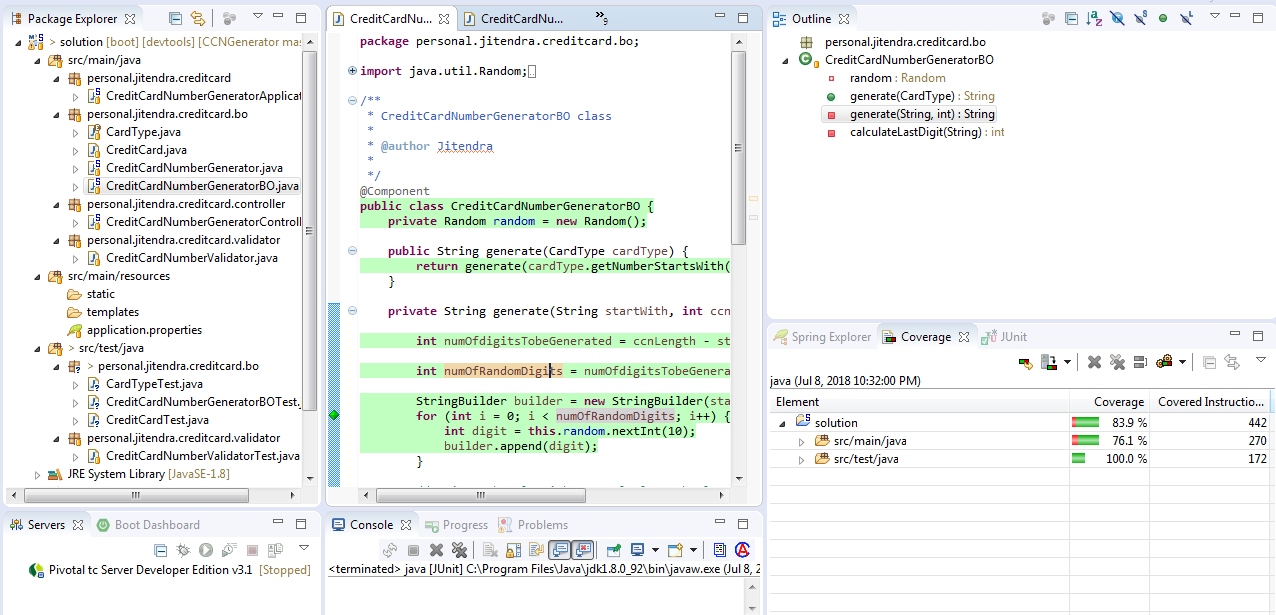 Package Explorer
> solution [boot] [devtools] [CCNGenerator mas
src/main/java
personal.jitendra.creditcard
CreditCardNumberGeneratorApplicat
personal.jitendra.creditcard.bo
CardType.java
CreditCard.java
CreditCardNumberGenerator.java
CreditCardNumberGeneratorBO.java
personal.jitendra.creditcard.controller
CreditCardNumberGeneratorControll
personal.jitendra.creditcard.validator
CreditCardNumberValidator.java
src/main/resources
static
templates
application.properties
> src/test/java
> personal.jitendra.creditcard.bo
CardTypeTest.java
CreditCardNumberGeneratorBOTest.
CreditCardTest.java
personal.jitendra.creditcard.validator
CreditCardNumberValidatorTest.java
JRE System Library [JavaSE-1.8]
Servers
Boot Dashboard
Pivotal tc Server Developer Edition v3.1 [Stopped]
CreditCardNu...
CreditCardNu...
»9
package personal.jitendra.creditcard.bo;
import java.util.Random;
/**
* CreditCardNumberGeneratorBO class
*
* @author Jitendra
*
*/
@Component
public class CreditCardNumberGeneratorBO {
private Random random = new Random();
public String generate(CardType cardType) {
return generate(cardType.getNumberStartsWith(
}
private String generate(String startWith, int ccn
int numOfdigitsTobeGenerated = ccnLength - st
int numOfRandomDigits = numOfdigitsTobeGenera
StringBuilder builder = new StringBuilder(sta
for (int i = 0; i < numOfRandomDigits; i++) {
int digit = this.random.nextInt(10);
builder.append(digit);
}
Console
Progress
Problems
<terminated> java [JUnit] C:\Program Files\Java\jdk1.8.0_92\bin\javaw.exe (Jul 8, 2
Outline
personal.jitendra.creditcard.bo
CreditCardNumberGeneratorBO
random : Random
generate(CardType) : String
generate(String, int) : String
calculateLastDigit(String) : int
Spring Explorer
Coverage
JUnit
java (Jul 8, 2018 10:32:00 PM)
Element Coverage Covered Instructio...
solution 83.9 % 442
src/main/java 76.1 % 270
src/test/java 100.0 % 172